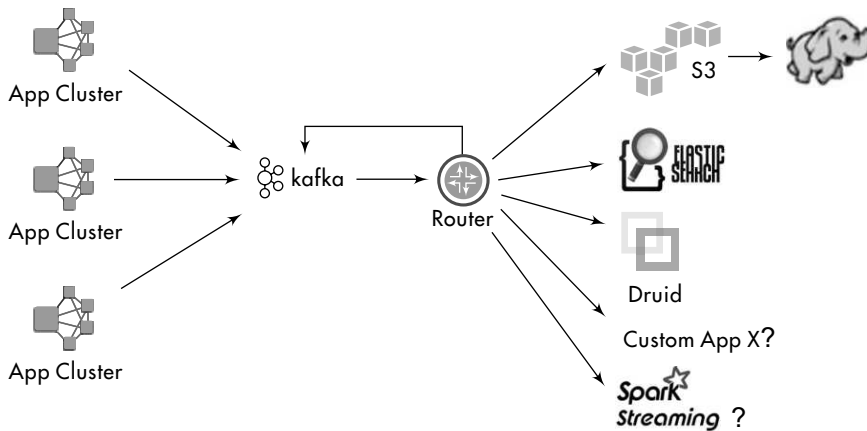 App Cluster
App Cluster
App Cluster
kafka
Router
S3
ELASTIC
SEARCH
Druid
Custom App X?
Spark
Streaming ?